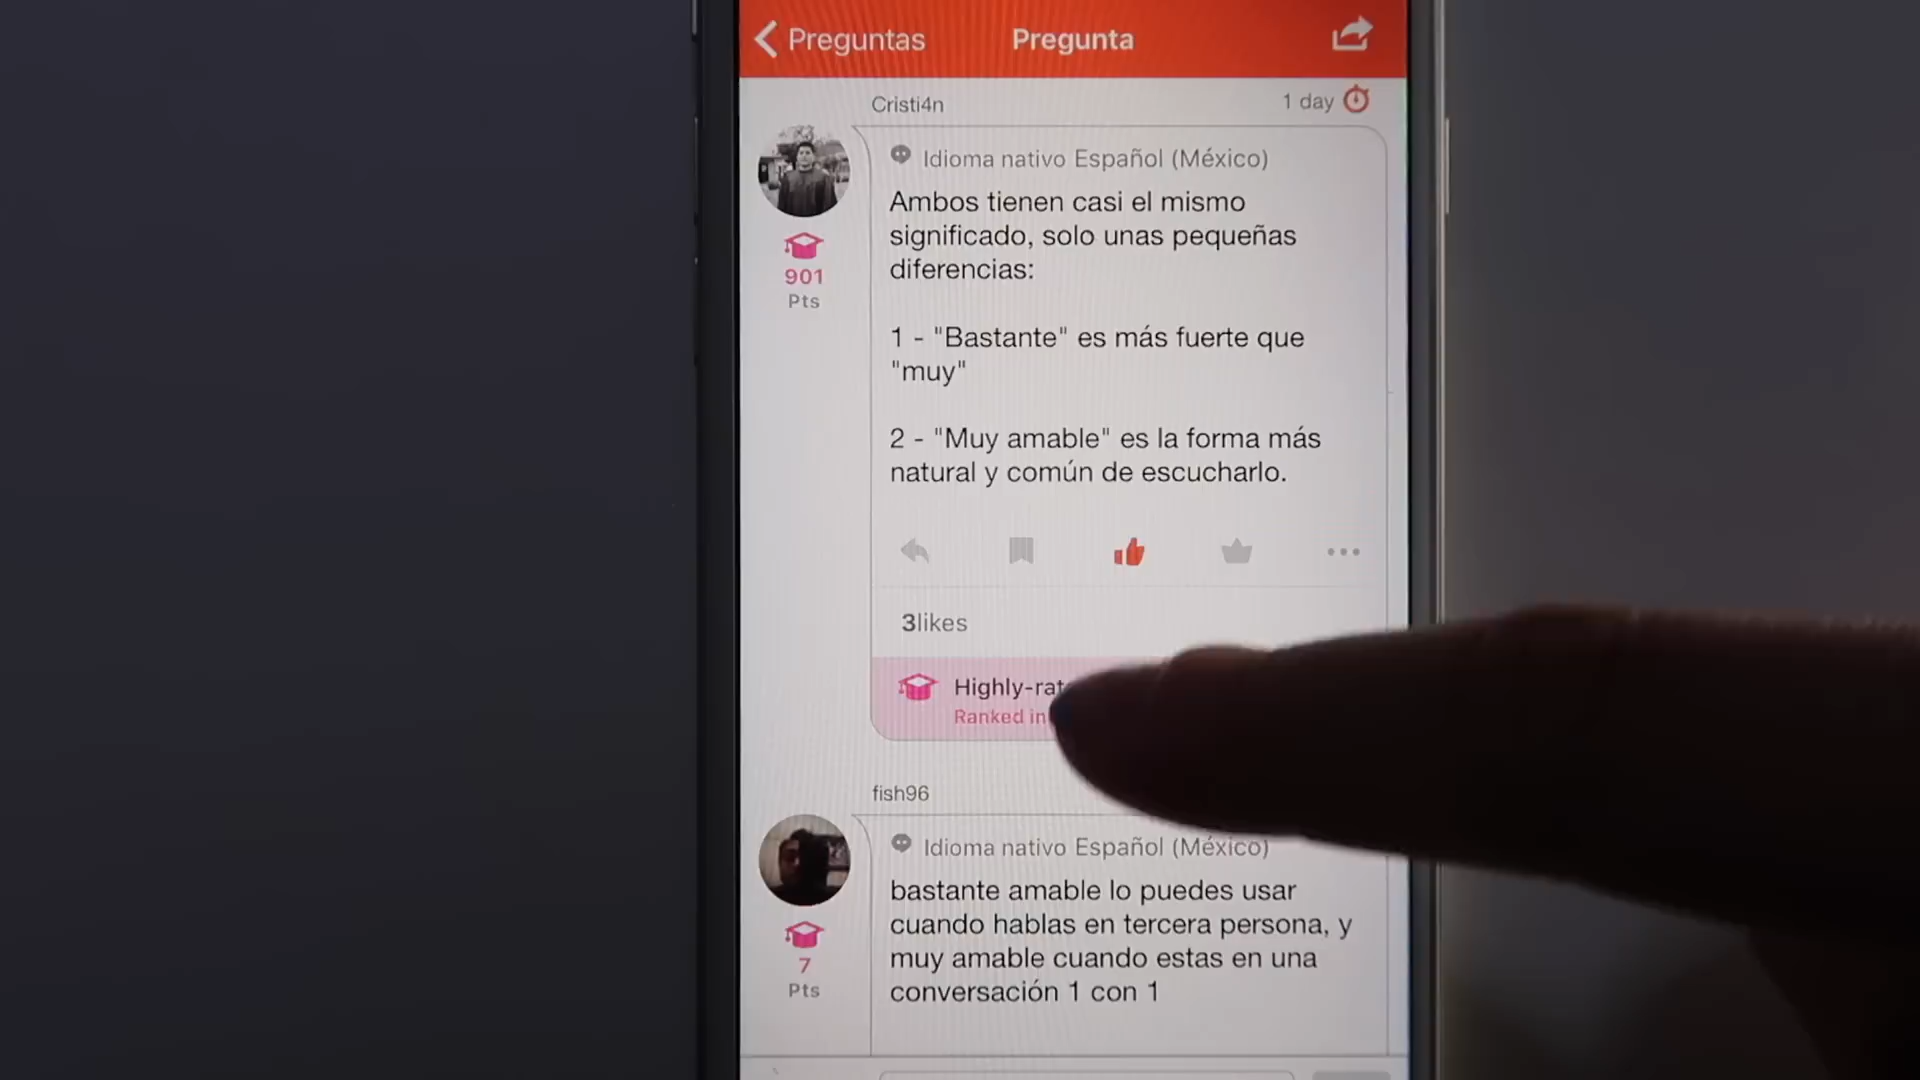 Preguntas
Pregunta
Cristi4n
1 day
Idioma nativo Español (México)
Ambos tienen casi el mismo
significado, solo unas pequeñas
diferencias:
1 - "Bastante" es más fuerte que
"muy"
2 - "Muy amable" es la forma más
natural y común de escucharlo.
901
Pts
3likes
Ranked in
fish96
Idioma nativo Español (México)
bastante amable lo puedes usar
cuando hablas en tercera persona, y
muy amable cuando estas en una
conversación 1 con 1
7
Pts